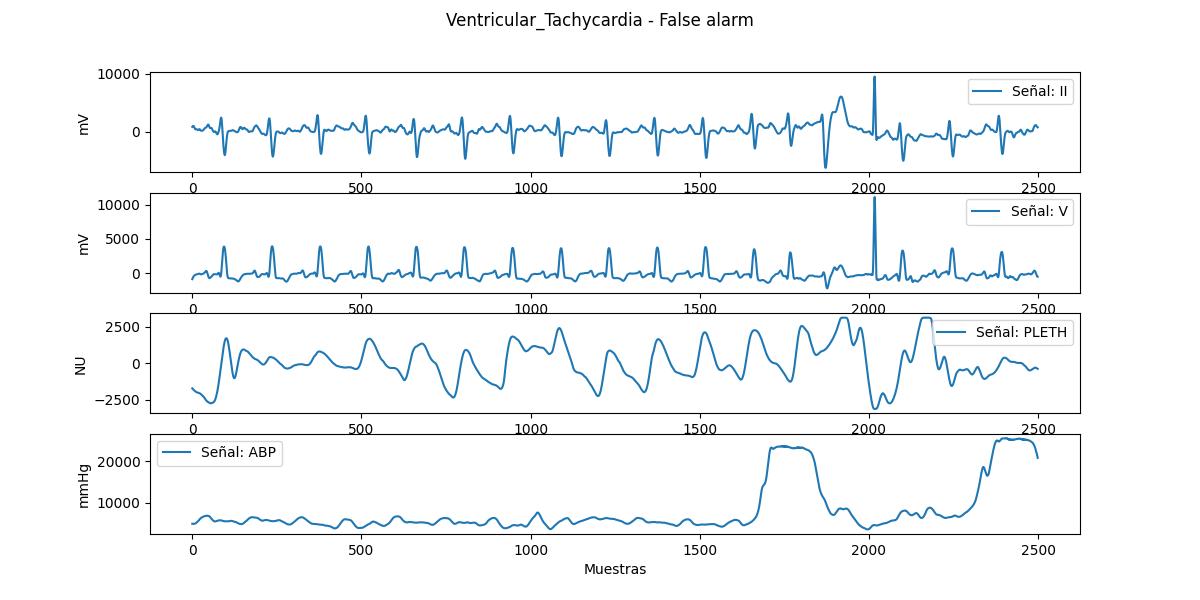 Ventricular_Tachycardia - False alarm
10000
0
mV
Señal: II
0 500 1000 1500 2000 2500
10000
5000
0
mV
Señal: V
0 500 1000 1500 2000 2500
2500
0
−2500
NU
Señal: PLETH
0 500 1000 1500 2000 2500
20000
10000
mmHg
Señal: ABP
0 500 1000 1500 2000 2500
Muestras